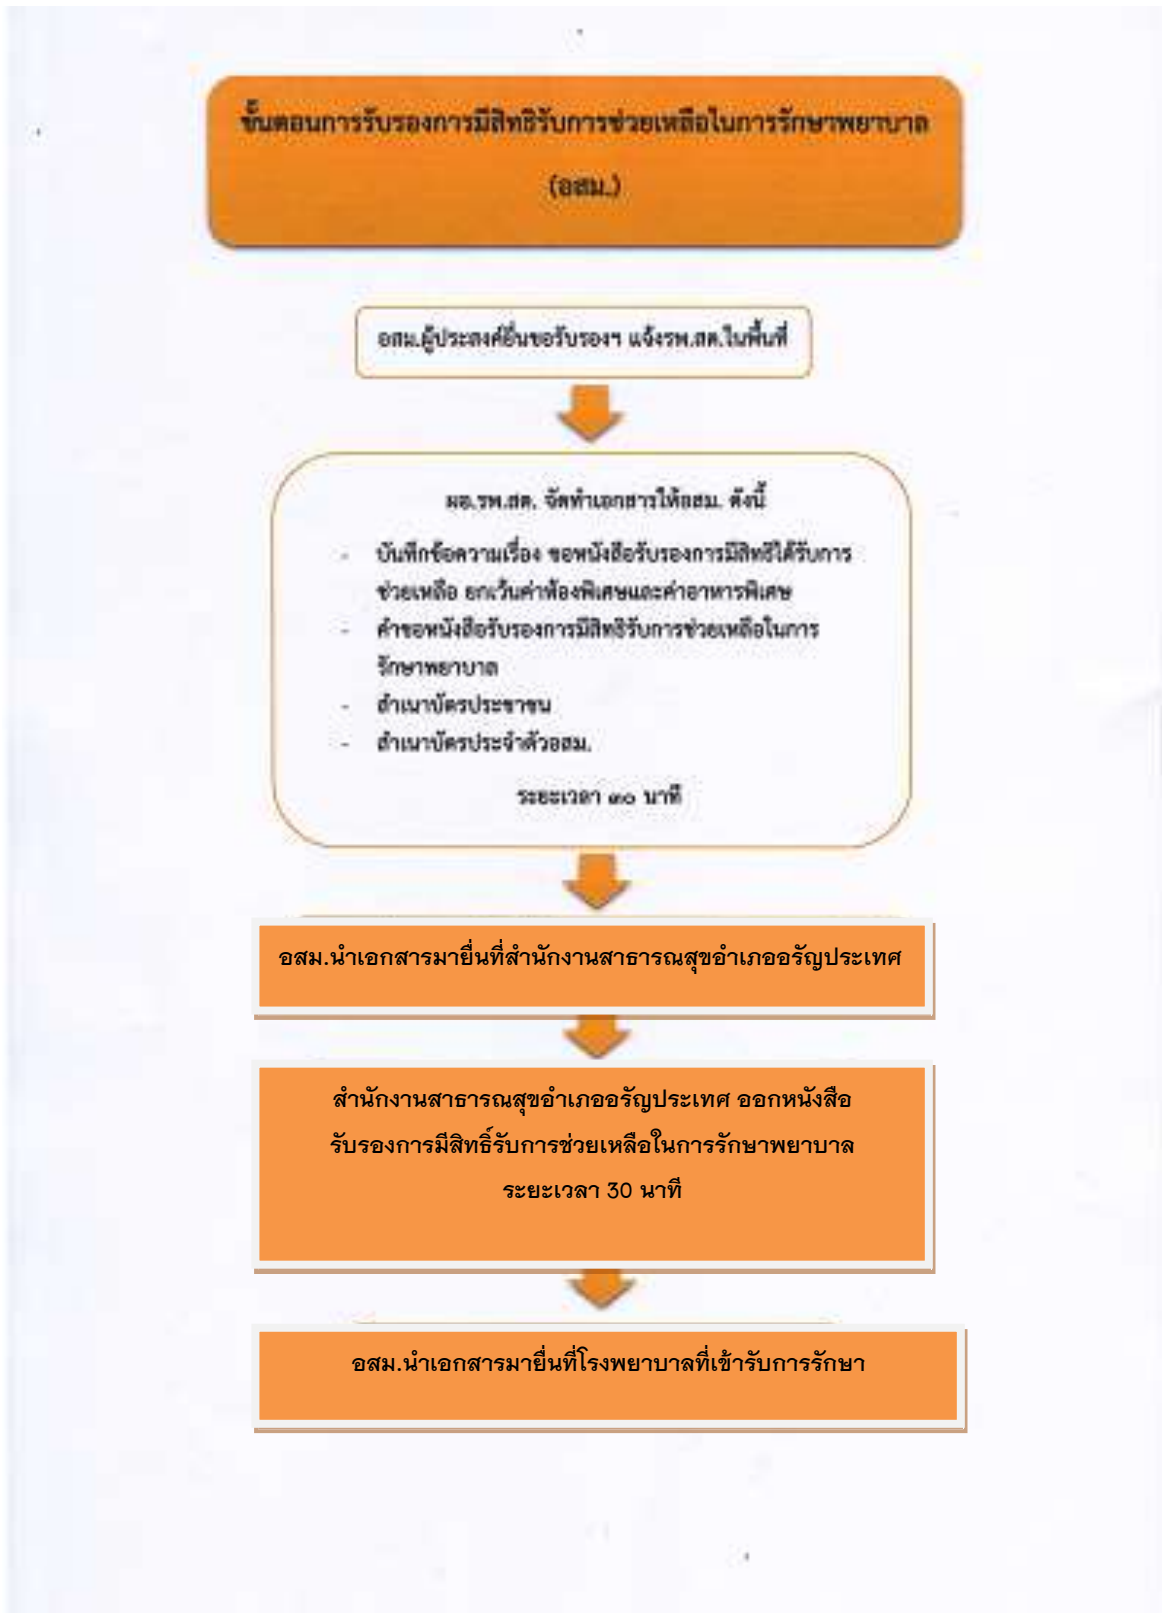 ขั้นตอนการรับรองการมีสิทธิรับการช่วยเหลือในการรักษาพยาบาล
(อสม.)
อสม.ผู้ประสงค์ยื่นขอรับรองฯ แจ้งรพ.สต.ในพื้นที่
ผอ.รพ.สต. จัดทำเอกสารให้อสม. ดังนี้
- บันทึกข้อความเรื่อง ขอหนังสือรับรองการมีสิทธิได้รับการ
ช่วยเหลือ ยกเว้นค่าห้องพิเศษและค่าอาหารพิเศษ
- คำขอหนังสือรับรองการมีสิทธิรับการช่วยเหลือในการ
รักษาพยาบาล
- สำเนาบัตรประชาชน
- สำเนาบัตรประจำตัวอสม.
ระยะเวลา ๓๐ นาที
อสม.นำเอกสารมายื่นที่สำนักงานสาธารณสุขอำเภออรัญประเทศ
สำนักงานสาธารณสุขอำเภออรัญประเทศ ออกหนังสือ
รับรองการมีสิทธิ์รับการช่วยเหลือในการรักษาพยาบาล
ระยะเวลา 30 นาที
อสม.นำเอกสารมายื่นที่โรงพยาบาลที่เข้ารับการรักษา